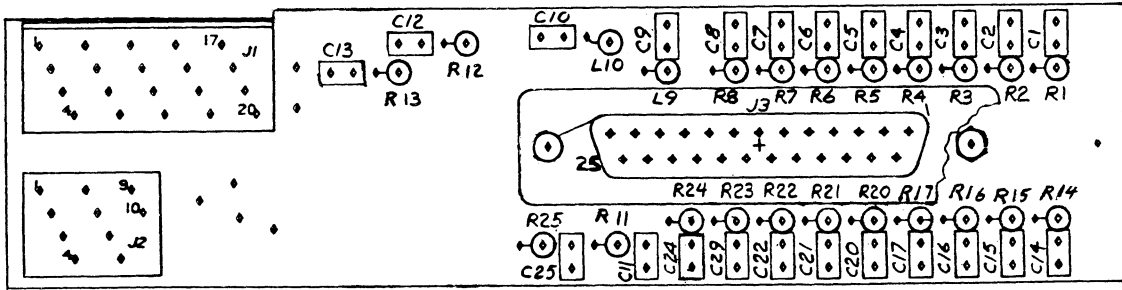 1 17 J1
4 20
C13
C12
R12
R13
C10
L10
C9 C8 C7 C6 C5 C4 C3 C2 C1
L9 R8 R7 R6 R5 R4 R3 R2 R1
J3
25
1 9
10
4 J2
R24 R23 R22 R21 R20 R17 R16 R15 R14
R25 R11
C25 C11 C24 C29 C22 C21 C20 C17 C16 C15 C14